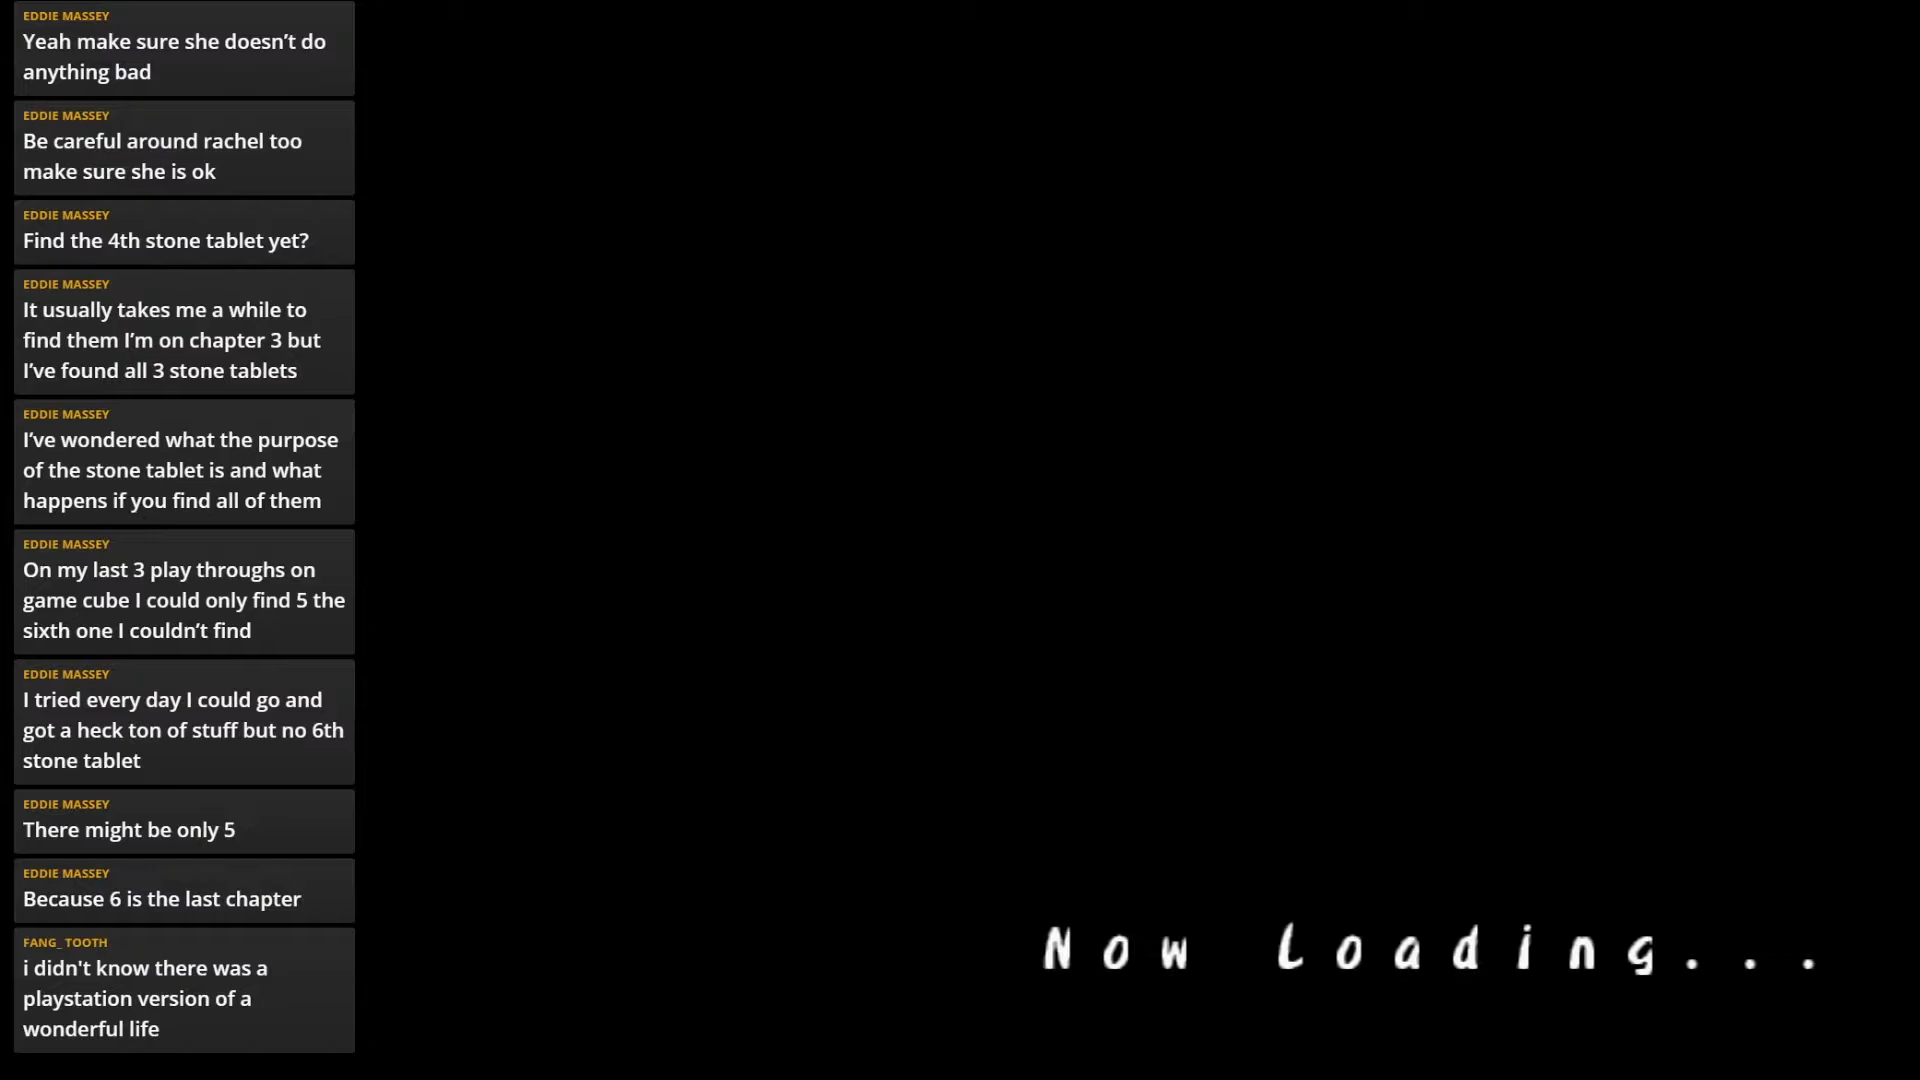 EDDIE MASSEY
Yeah make sure she doesn’t do
anything bad
EDDIE MASSEY
Be careful around rachel too
make sure she is ok
EDDIE MASSEY
Find the 4th stone tablet yet?
EDDIE MASSEY
It usually takes me a while to
find them I’m on chapter 3 but
I’ve found all 3 stone tablets
EDDIE MASSEY
I’ve wondered what the purpose
of the stone tablet is and what
happens if you find all of them
EDDIE MASSEY
On my last 3 play throughs on
game cube I could only find 5 the
sixth one I couldn’t find
EDDIE MASSEY
I tried every day I could go and
got a heck ton of stuff but no 6th
stone tablet
EDDIE MASSEY
There might be only 5
EDDIE MASSEY
Because 6 is the last chapter
FANG_TOOTH
i didn't know there was a
playstation version of a
wonderful life
Now Loading...